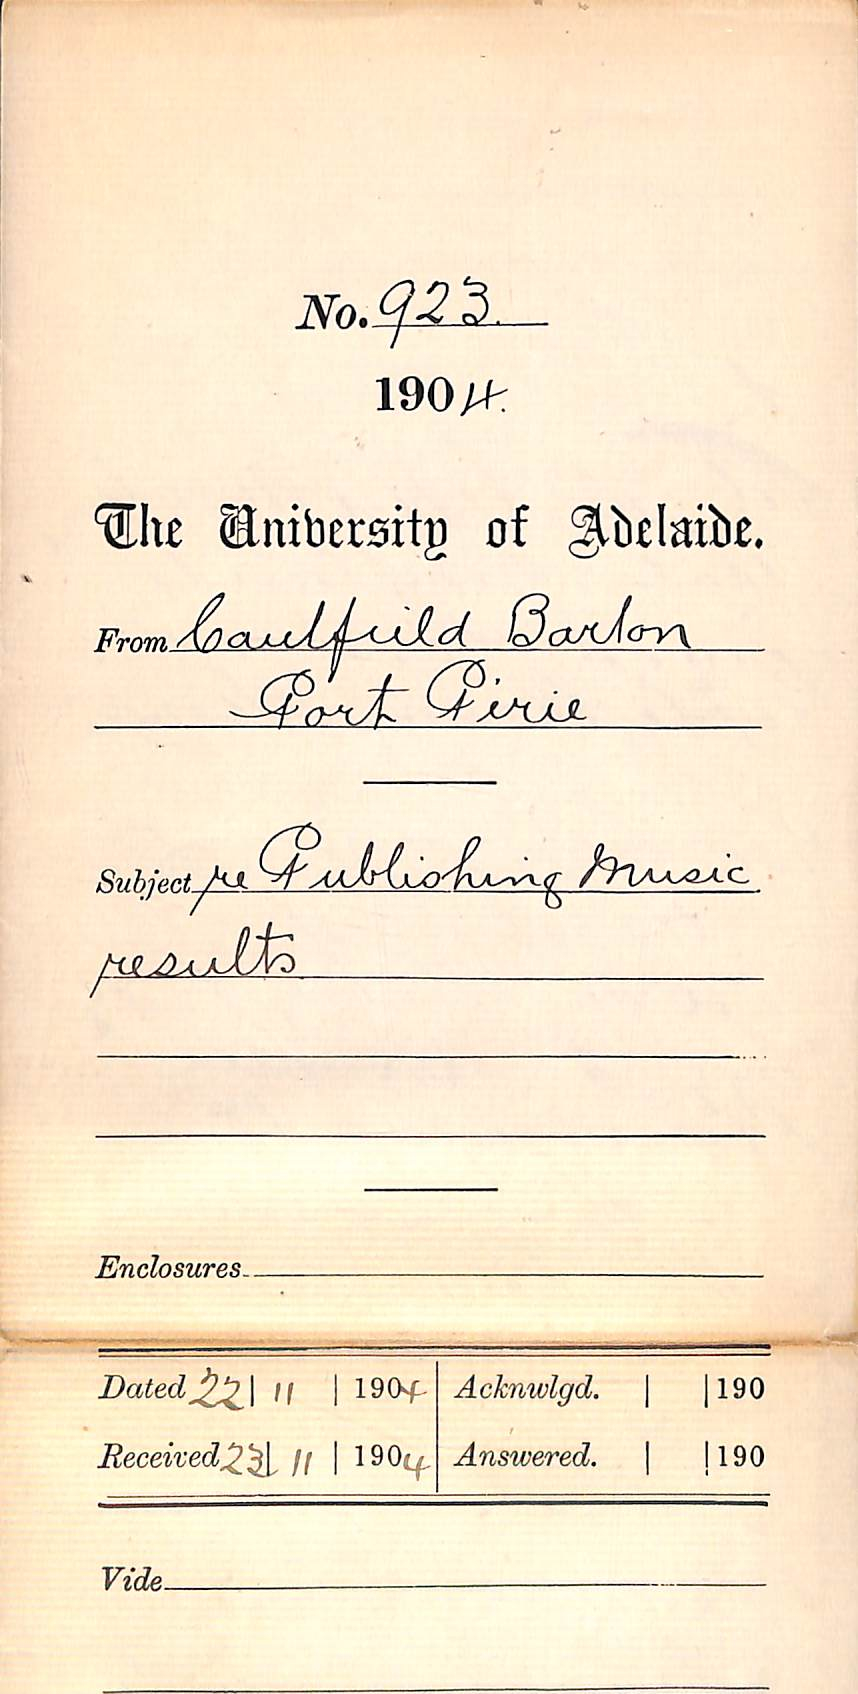 No. 923.
1904.
The University of Adelaide.
From Caulfield Barton
Port Pirie
Subject re Publishing Music
results
Enclosures
Dated 22 | 11 | 1904 Acknwlgd. | | 190
Received 23 | 11 | 1904 Answered. | | 190
Vide